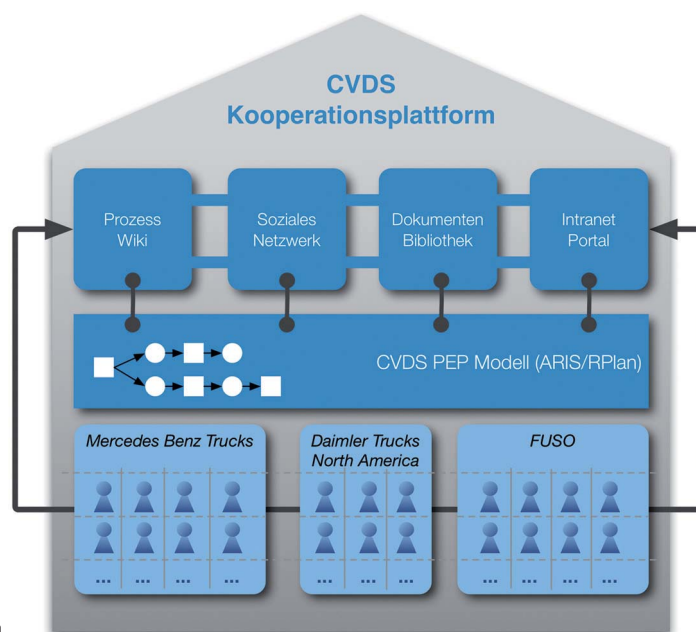 CVDS
Kooperationsplattform
Prozess
Wiki
Soziales
Netzwerk
Dokumenten
Bibliothek
Intranet
Portal
CVDS PEP Modell (ARIS/RPlan)
Mercedes Benz Trucks
Daimler Trucks
North America
FUSO
... ... ... ...
... ... ...
... ... ... ...